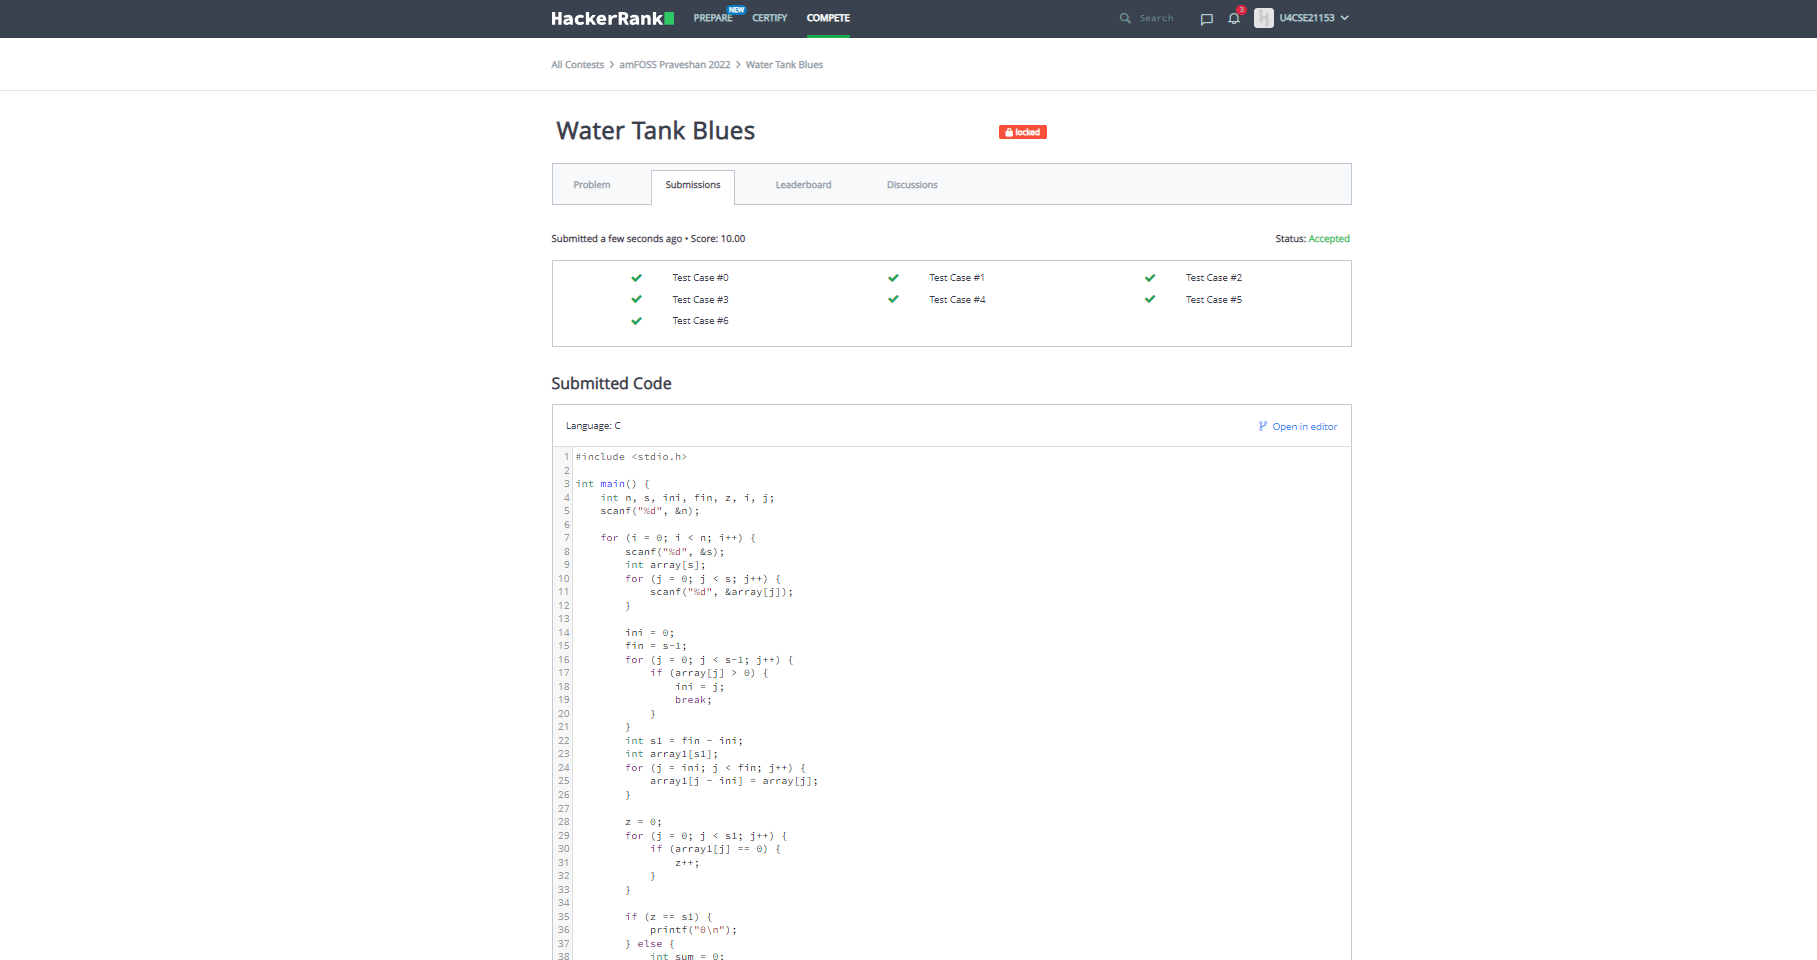 HackerRank PREPARE NEW CERTIFY COMPETE Search 3 U4CSE21153
All Contests > amFOSS Praveshan 2022 > Water Tank Blues
Water Tank Blues locked
Problem Submissions Leaderboard Discussions
Submitted a few seconds ago • Score: 10.00 Status: Accepted
Test Case #0 Test Case #1 Test Case #2
Test Case #3 Test Case #4 Test Case #5
Test Case #6
Submitted Code
Language: C Open in editor
1 #include <stdio.h>
2
3 int main() {
4     int n, s, ini, fin, z, i, j;
5     scanf("%d", &n);
6
7     for (i = 0; i < n; i++) {
8         scanf("%d", &s);
9         int array[s];
10         for (j = 0; j < s; j++) {
11             scanf("%d", &array[j]);
12         }
13
14         ini = 0;
15         fin = s-1;
16         for (j = 0; j < s-1; j++) {
17             if (array[j] > 0) {
18                 ini = j;
19                 break;
20             }
21         }
22         int s1 = fin - ini;
23         int array1[s1];
24         for (j = ini; j < fin; j++) {
25             array1[j - ini] = array[j];
26         }
27
28         z = 0;
29         for (j = 0; j < s1; j++) {
30             if (array1[j] == 0) {
31                 z++;
32             }
33         }
34
35         if (z == s1) {
36             printf("0\n");
37         } else {
38             int sum = 0;